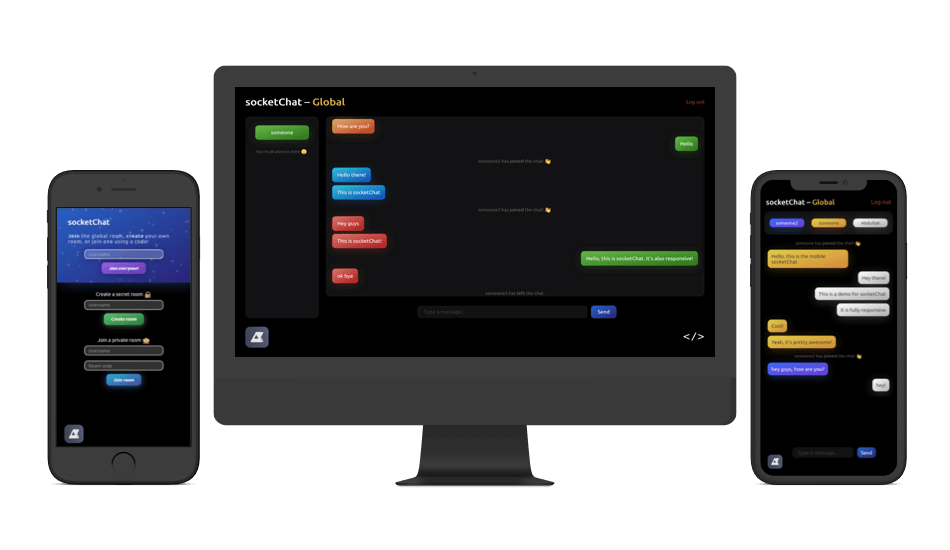 socketChat
Join the global room, create your own
room, or join one using a code!
Username
Join everyone!
Create a secret room
Username
Create room
Join a private room
Username
Room code
Join room
socketChat – Global
Log out
someone
You're all alone in here
How are you?
Hello
someone2 has joined the chat!
Hello there!
This is socketChat
someone2 has joined the chat!
Hey guys
This is socketChat!
Hello, this is socketChat. It's also responsive!
ok bye
someone2 has left the chat
Type a message...
Send
</>
socketChat – Global
Log out
someone2
someone
Abdullah
someone has joined the chat!
Hello, this is the mobile
socketChat
Hey there!
This is a demo for socketChat
It is fully responsive
Cool!
Yeah, it's pretty awesome!
someone2 has joined the chat!
hey guys, how are you?
hey!
Type a message...
Send